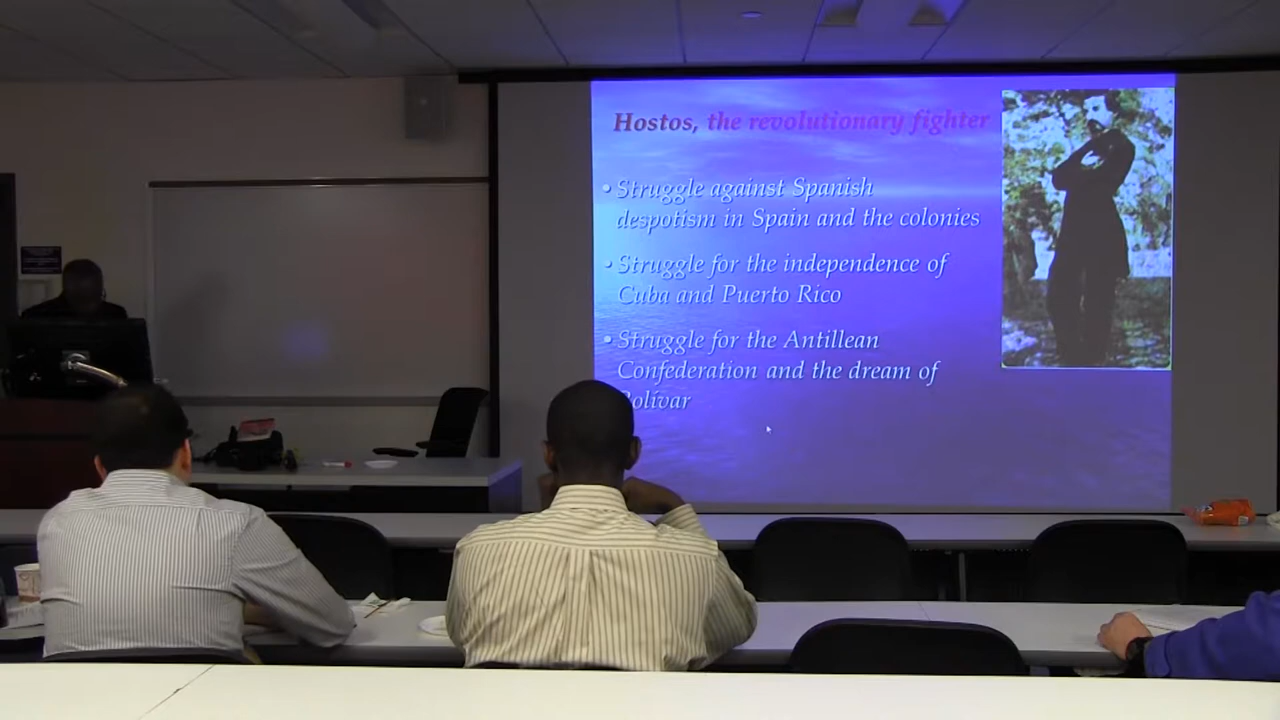 Hostos, the revolutionary fighter
• Struggle against Spanish
despotism in Spain and the colonies
• Struggle for the independence of
Cuba and Puerto Rico
• Struggle for the Antillean
Confederation and the dream of
olívar